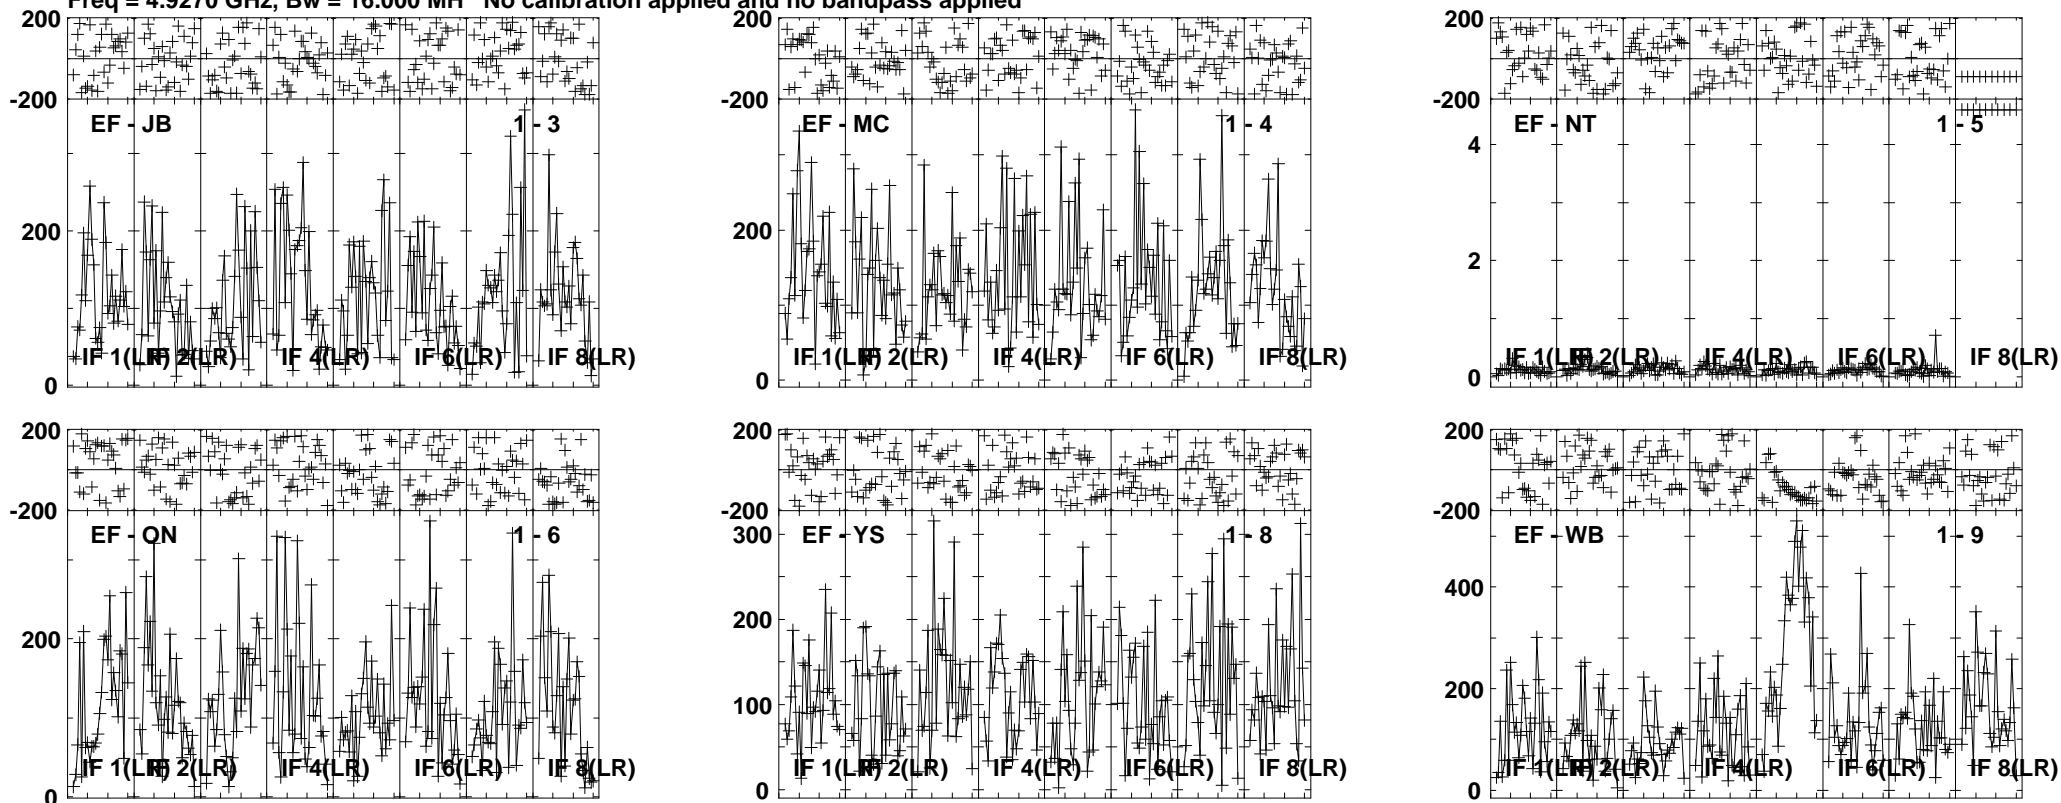 Freq = 4.9270 GHz, Bw = 16.000 MH No calibration applied and no bandpass applied
200
-200
EF - JB 1 - 3
200
0
IF 1(LR) IF 2(LR) IF 4(LR) IF 6(LR) IF 8(LR)
200
-200
EF - MC 1 - 4
200
0
IF 1(LR) IF 2(LR) IF 4(LR) IF 6(LR) IF 8(LR)
200
-200
EF - NT 1 - 5
4
2
0
IF 1(LR) IF 2(LR) IF 4(LR) IF 6(LR) IF 8(LR)
200
-200
EF - ON 1 - 6
200
0
IF 1(LR) IF 2(LR) IF 4(LR) IF 6(LR) IF 8(LR)
200
-200
EF - YS 1 - 8
300
200
100
0
IF 1(LR) IF 2(LR) IF 4(LR) IF 6(LR) IF 8(LR)
200
-200
EF - WB 1 - 9
400
200
0
IF 1(LR) IF 2(LR) IF 4(LR) IF 6(LR) IF 8(LR)